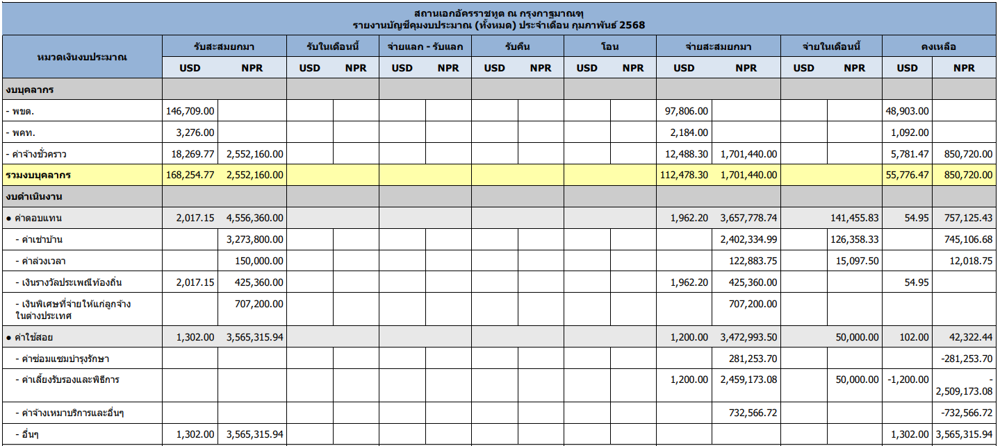 สถานเอกอัครราชทูต ณ กรุงกาฐมาณฑุ
รายงานบัญชีคุมงบประมาณ (ทั้งหมด) ประจำเดือน กุมภาพันธ์ 2568
หมวดเงินงบประมาณ รับสะสมยกมา รับในเดือนนี้ จ่ายแลก - รับแลก รับคืน โอน จ่ายสะสมยกมา จ่ายในเดือนนี้ คงเหลือ
USD NPR USD NPR USD NPR USD NPR USD NPR USD NPR USD NPR USD NPR
งบบุคลากร
- พขต. 146,709.00 97,806.00 48,903.00
- พคท. 3,276.00 2,184.00 1,092.00
- ค่าจ้างชั่วคราว 18,269.77 2,552,160.00 12,488.30 1,701,440.00 5,781.47 850,720.00
รวมงบบุคลากร 168,254.77 2,552,160.00 112,478.30 1,701,440.00 55,776.47 850,720.00
งบดำเนินงาน
● ค่าตอบแทน 2,017.15 4,556,360.00 1,962.20 3,657,778.74 141,455.83 54.95 757,125.43
- ค่าเช่าบ้าน 3,273,800.00 2,402,334.99 126,358.33 745,106.68
- ค่าล่วงเวลา 150,000.00 122,883.75 15,097.50 12,018.75
- เงินรางวัลประเพณีท้องถิ่น 2,017.15 425,360.00 1,962.20 425,360.00 54.95
- เงินพิเศษที่จ่ายให้แก่ลูกจ้าง 707,200.00 707,200.00
ในต่างประเทศ
● ค่าใช้สอย 1,302.00 3,565,315.94 1,200.00 3,472,993.50 50,000.00 102.00 42,322.44
- ค่าซ่อมแซมบำรุงรักษา 281,253.70 -281,253.70
- ค่าเลี้ยงรับรองและพิธีการ 1,200.00 2,459,173.08 50,000.00 -1,200.00 -
2,509,173.08
- ค่าจ้างเหมาบริการและอื่นๆ 732,566.72 -732,566.72
- อื่นๆ 1,302.00 3,565,315.94 1,302.00 3,565,315.94